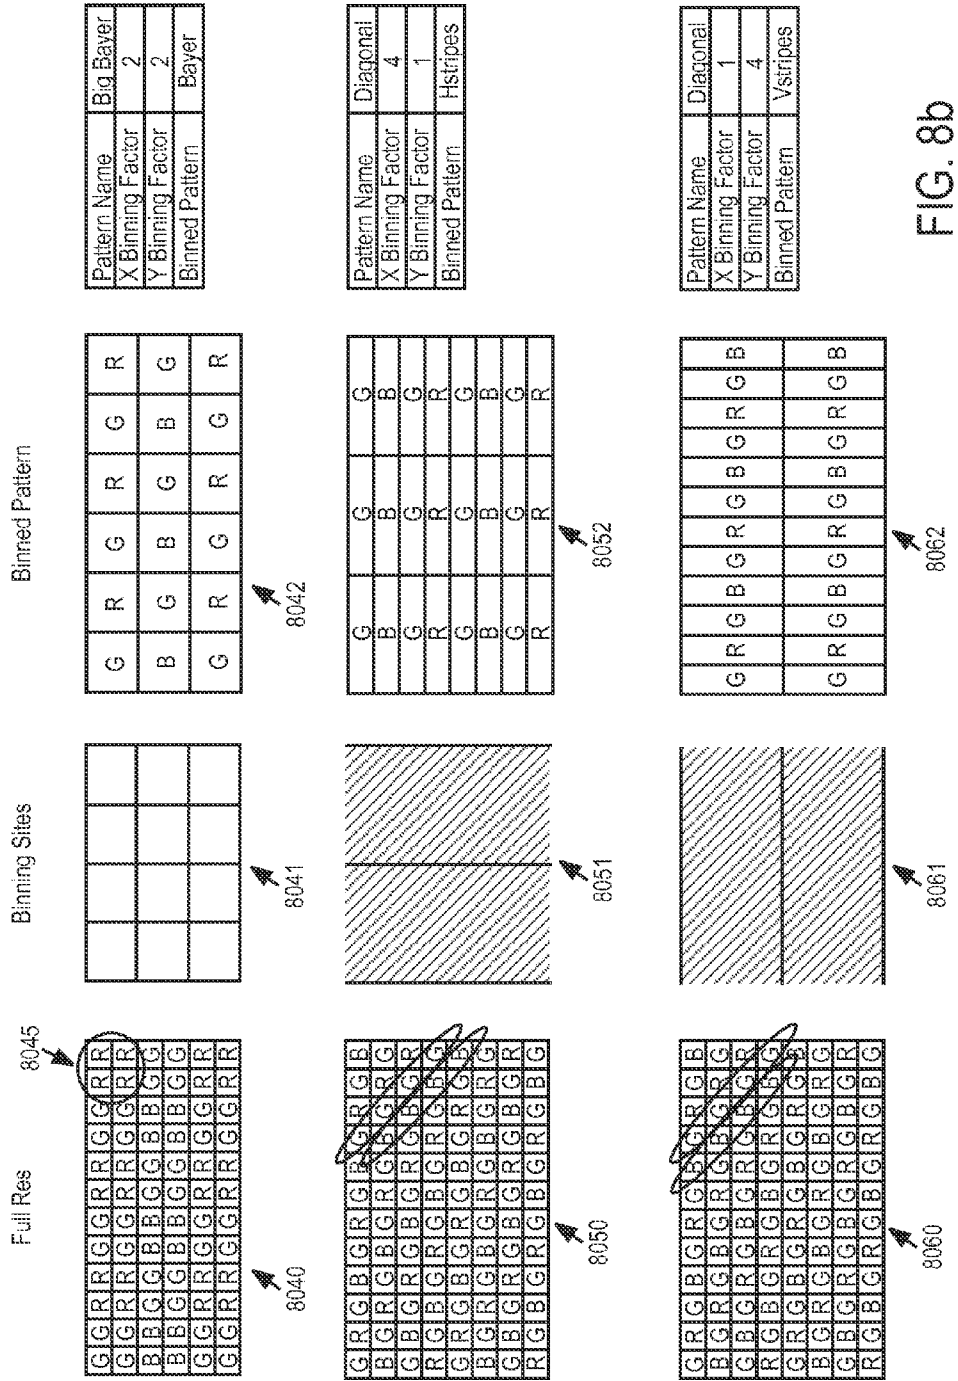 Full Res
Binning Sites
Binned Pattern
8045
G G R R G G R R G G R R
G G R R G G R R G G R R
B B G G B B G G B B G G
B B G G B B G G B B G G
G G R R G G R R G G R R
G G R R G G R R G G R R
8040
8041
G R G R G R
B G B G B G
G R G R G R
8042
Pattern Name Big Bayer
X Binning Factor 2
Y Binning Factor 2
Binned Pattern Bayer
G R G B G R G B G R G B
B G R G B G R G B G R G
G B G R G B G R G B G R
R G B G R G B G R G B G
G R G B G R G B G R G B
B G R G B G R G B G R G
G B G R G B G R G B G R
R G B G R G B G R G B G
8050
8051
G G G
B B B
G G G
R R R
G G G
B B B
G G G
R R R
8052
Pattern Name Diagonal
X Binning Factor 4
Y Binning Factor 1
Binned Pattern Hstripes
G R G B G R G B G R G B
B G R G B G R G B G R G
G B G R G B G R G B G R
R G B G R G B G R G B G
G R G B G R G B G R G B
B G R G B G R G B G R G
G B G R G B G R G B G R
R G B G R G B G R G B G
8060
8061
G R G B G R G B G R G B
G R G B G R G B G R G B
8062
Pattern Name Diagonal
X Binning Factor 1
Y Binning Factor 4
Binned Pattern Vstripes
FIG. 8b